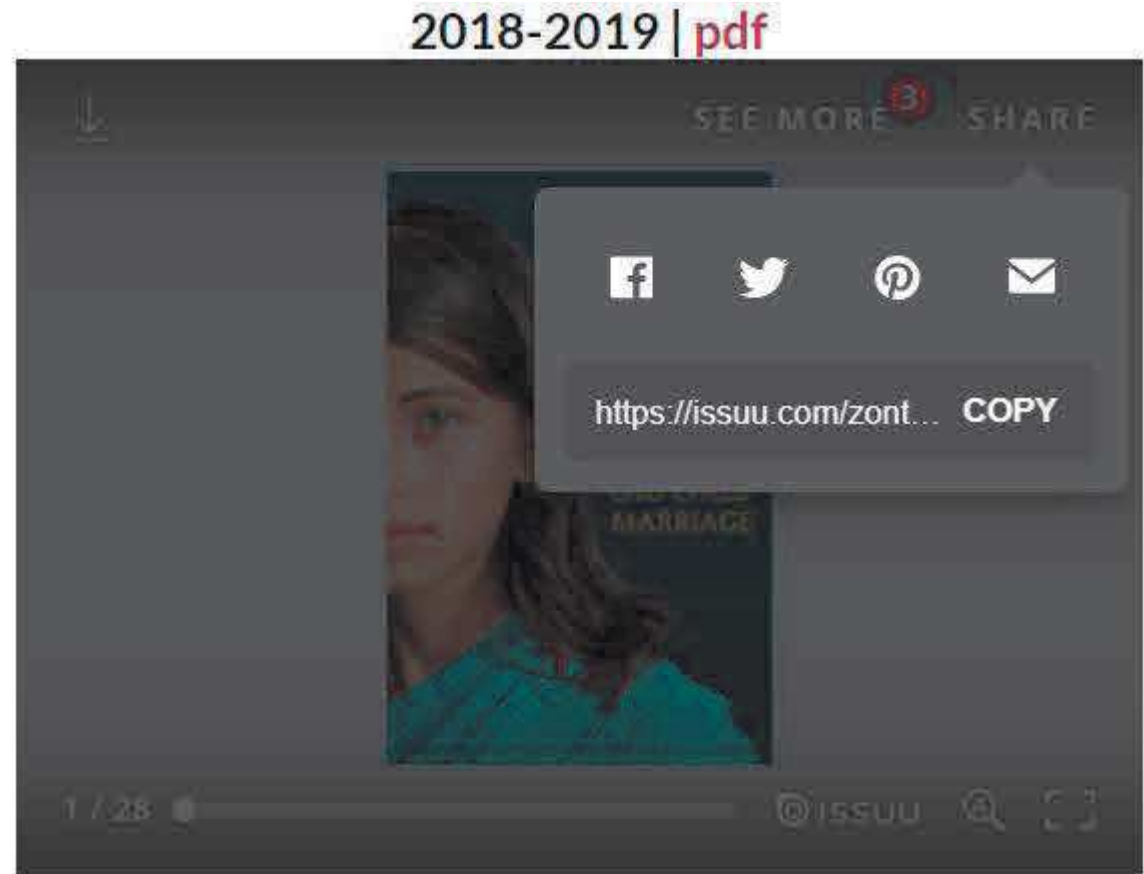 2018-2019 | pdf
SEE MORE 3 SHARE
f
https://issuu.com/zont... COPY
MARRIAGE
1 / 28 issuu